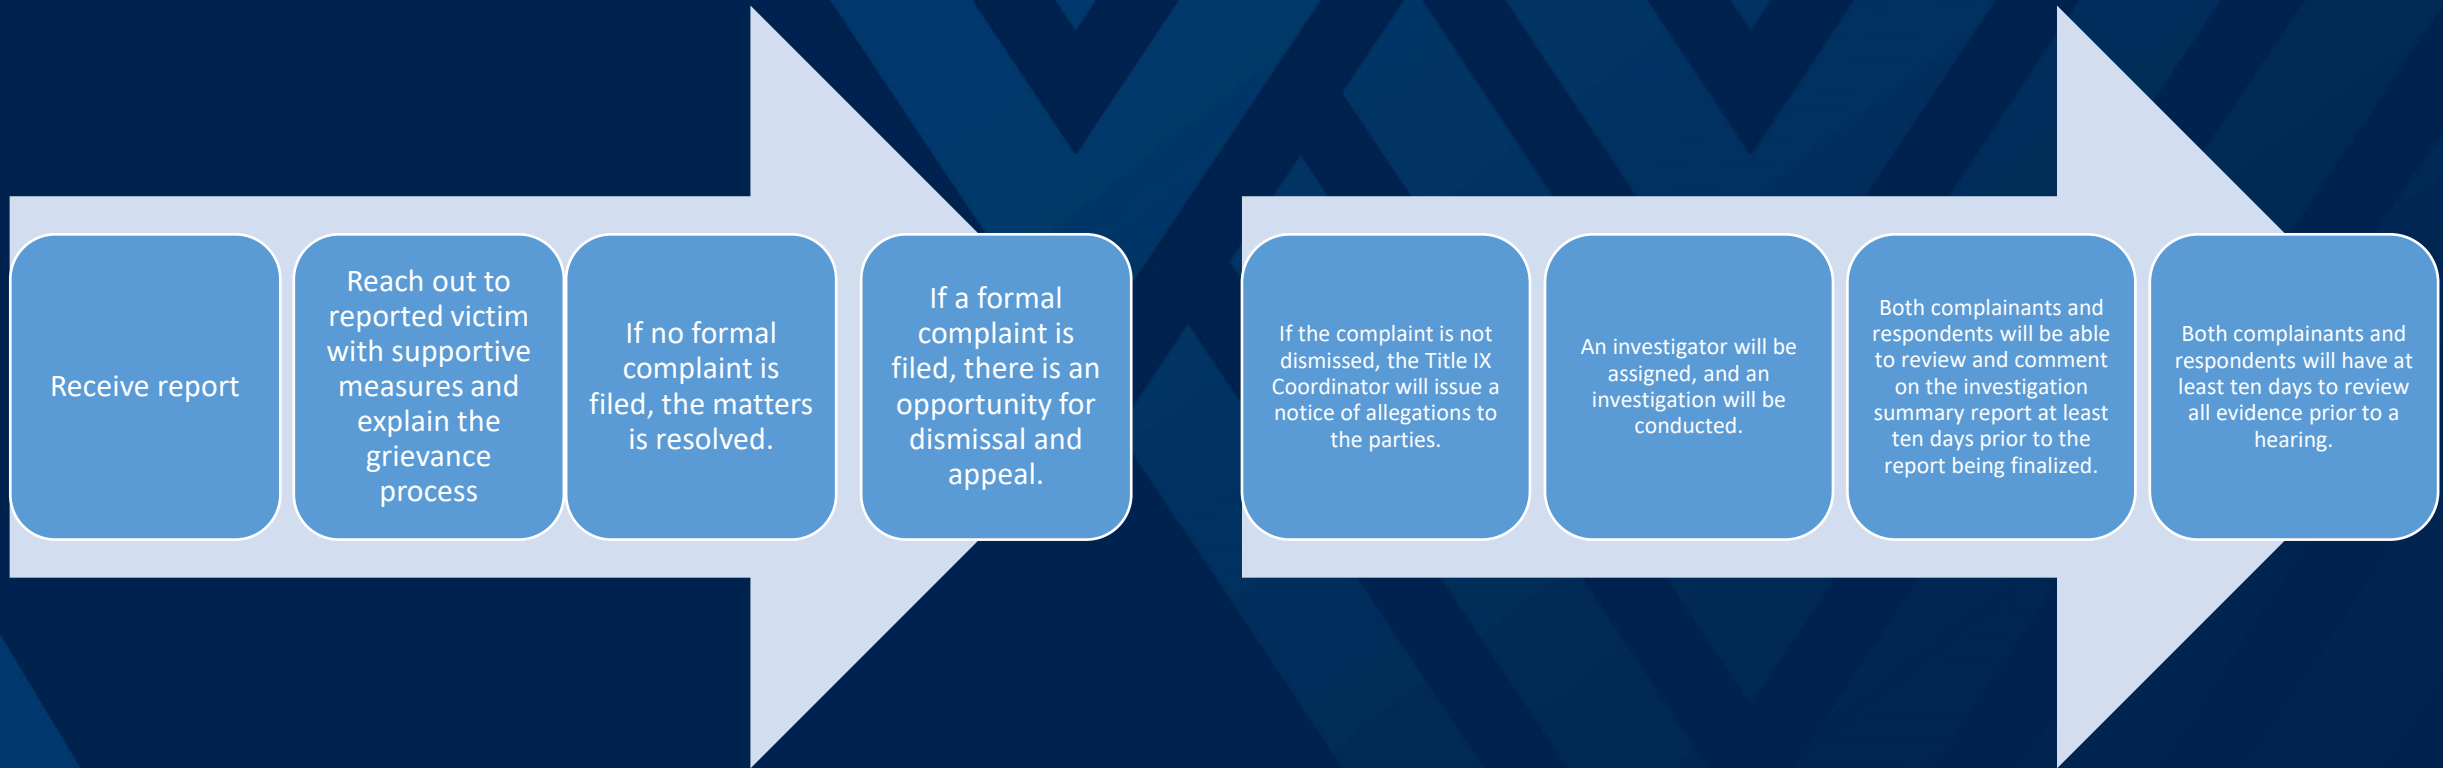 Receive report
Reach out to
reported victim
with supportive
measures and
explain the
grievance
process
If no formal
complaint is
filed, the matters
is resolved.
If a formal
complaint is
filed, there is an
opportunity for
dismissal and
appeal.
If the complaint is not
dismissed, the Title IX
Coordinator will issue a
notice of allegations to
the parties.
An investigator will be
assigned, and an
investigation will be
conducted.
Both complainants and
respondents will be able
to review and comment
on the investigation
summary report at least
ten days prior to the
report being finalized.
Both complainants and
respondents will have at
least ten days to review
all evidence prior to a
hearing.